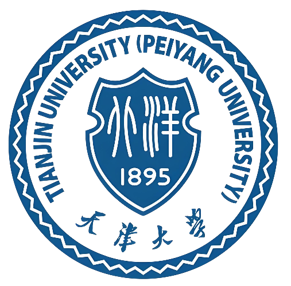 TIANJIN UNIVERSITY (PEIYANG UNIVERSITY)
北洋
1895
天津大学